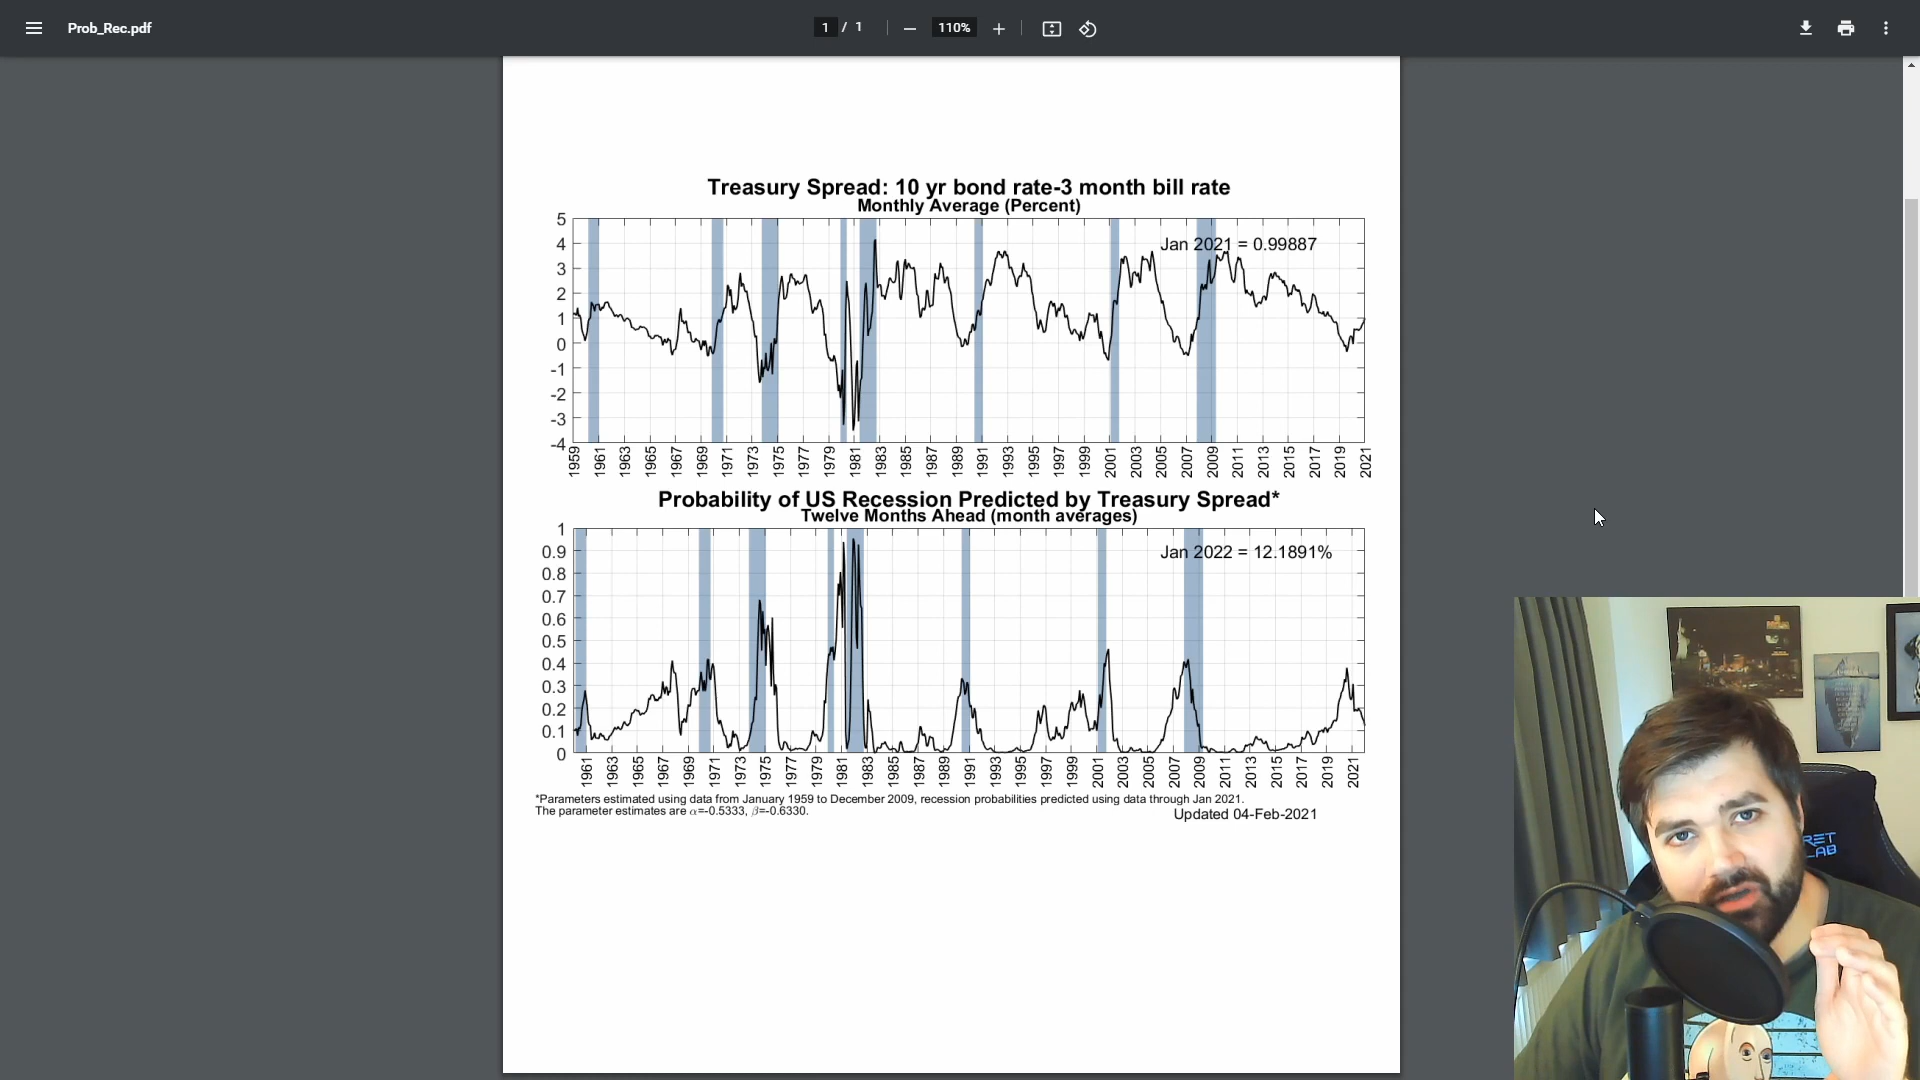 Prob_Rec.pdf
1 / 1
110%
Treasury Spread: 10 yr bond rate-3 month bill rate
Monthly Average (Percent)
Jan 2021 = 0.99887
5
4
3
2
1
0
-1
-2
-3
-4
1959 1961 1963 1965 1967 1969 1971 1973 1975 1977 1979 1981 1983 1985 1987 1989 1991 1993 1995 1997 1999 2001 2003 2005 2007 2009 2011 2013 2015 2017 2019 2021
Probability of US Recession Predicted by Treasury Spread*
Twelve Months Ahead (month averages)
Jan 2022 = 12.1891%
1
0.9
0.8
0.7
0.6
0.5
0.4
0.3
0.2
0.1
0
1961 1963 1965 1967 1969 1971 1973 1975 1977 1979 1981 1983 1985 1987 1989 1991 1993 1995 1997 1999 2001 2003 2005 2007 2009 2011 2013 2015 2017 2019 2021
*Parameters estimated using data from January 1959 to December 2009, recession probabilities predicted using data through Jan 2021.
The parameter estimates are α=-0.5333, β=-0.6330.
Updated 04-Feb-2021
RET
LAB